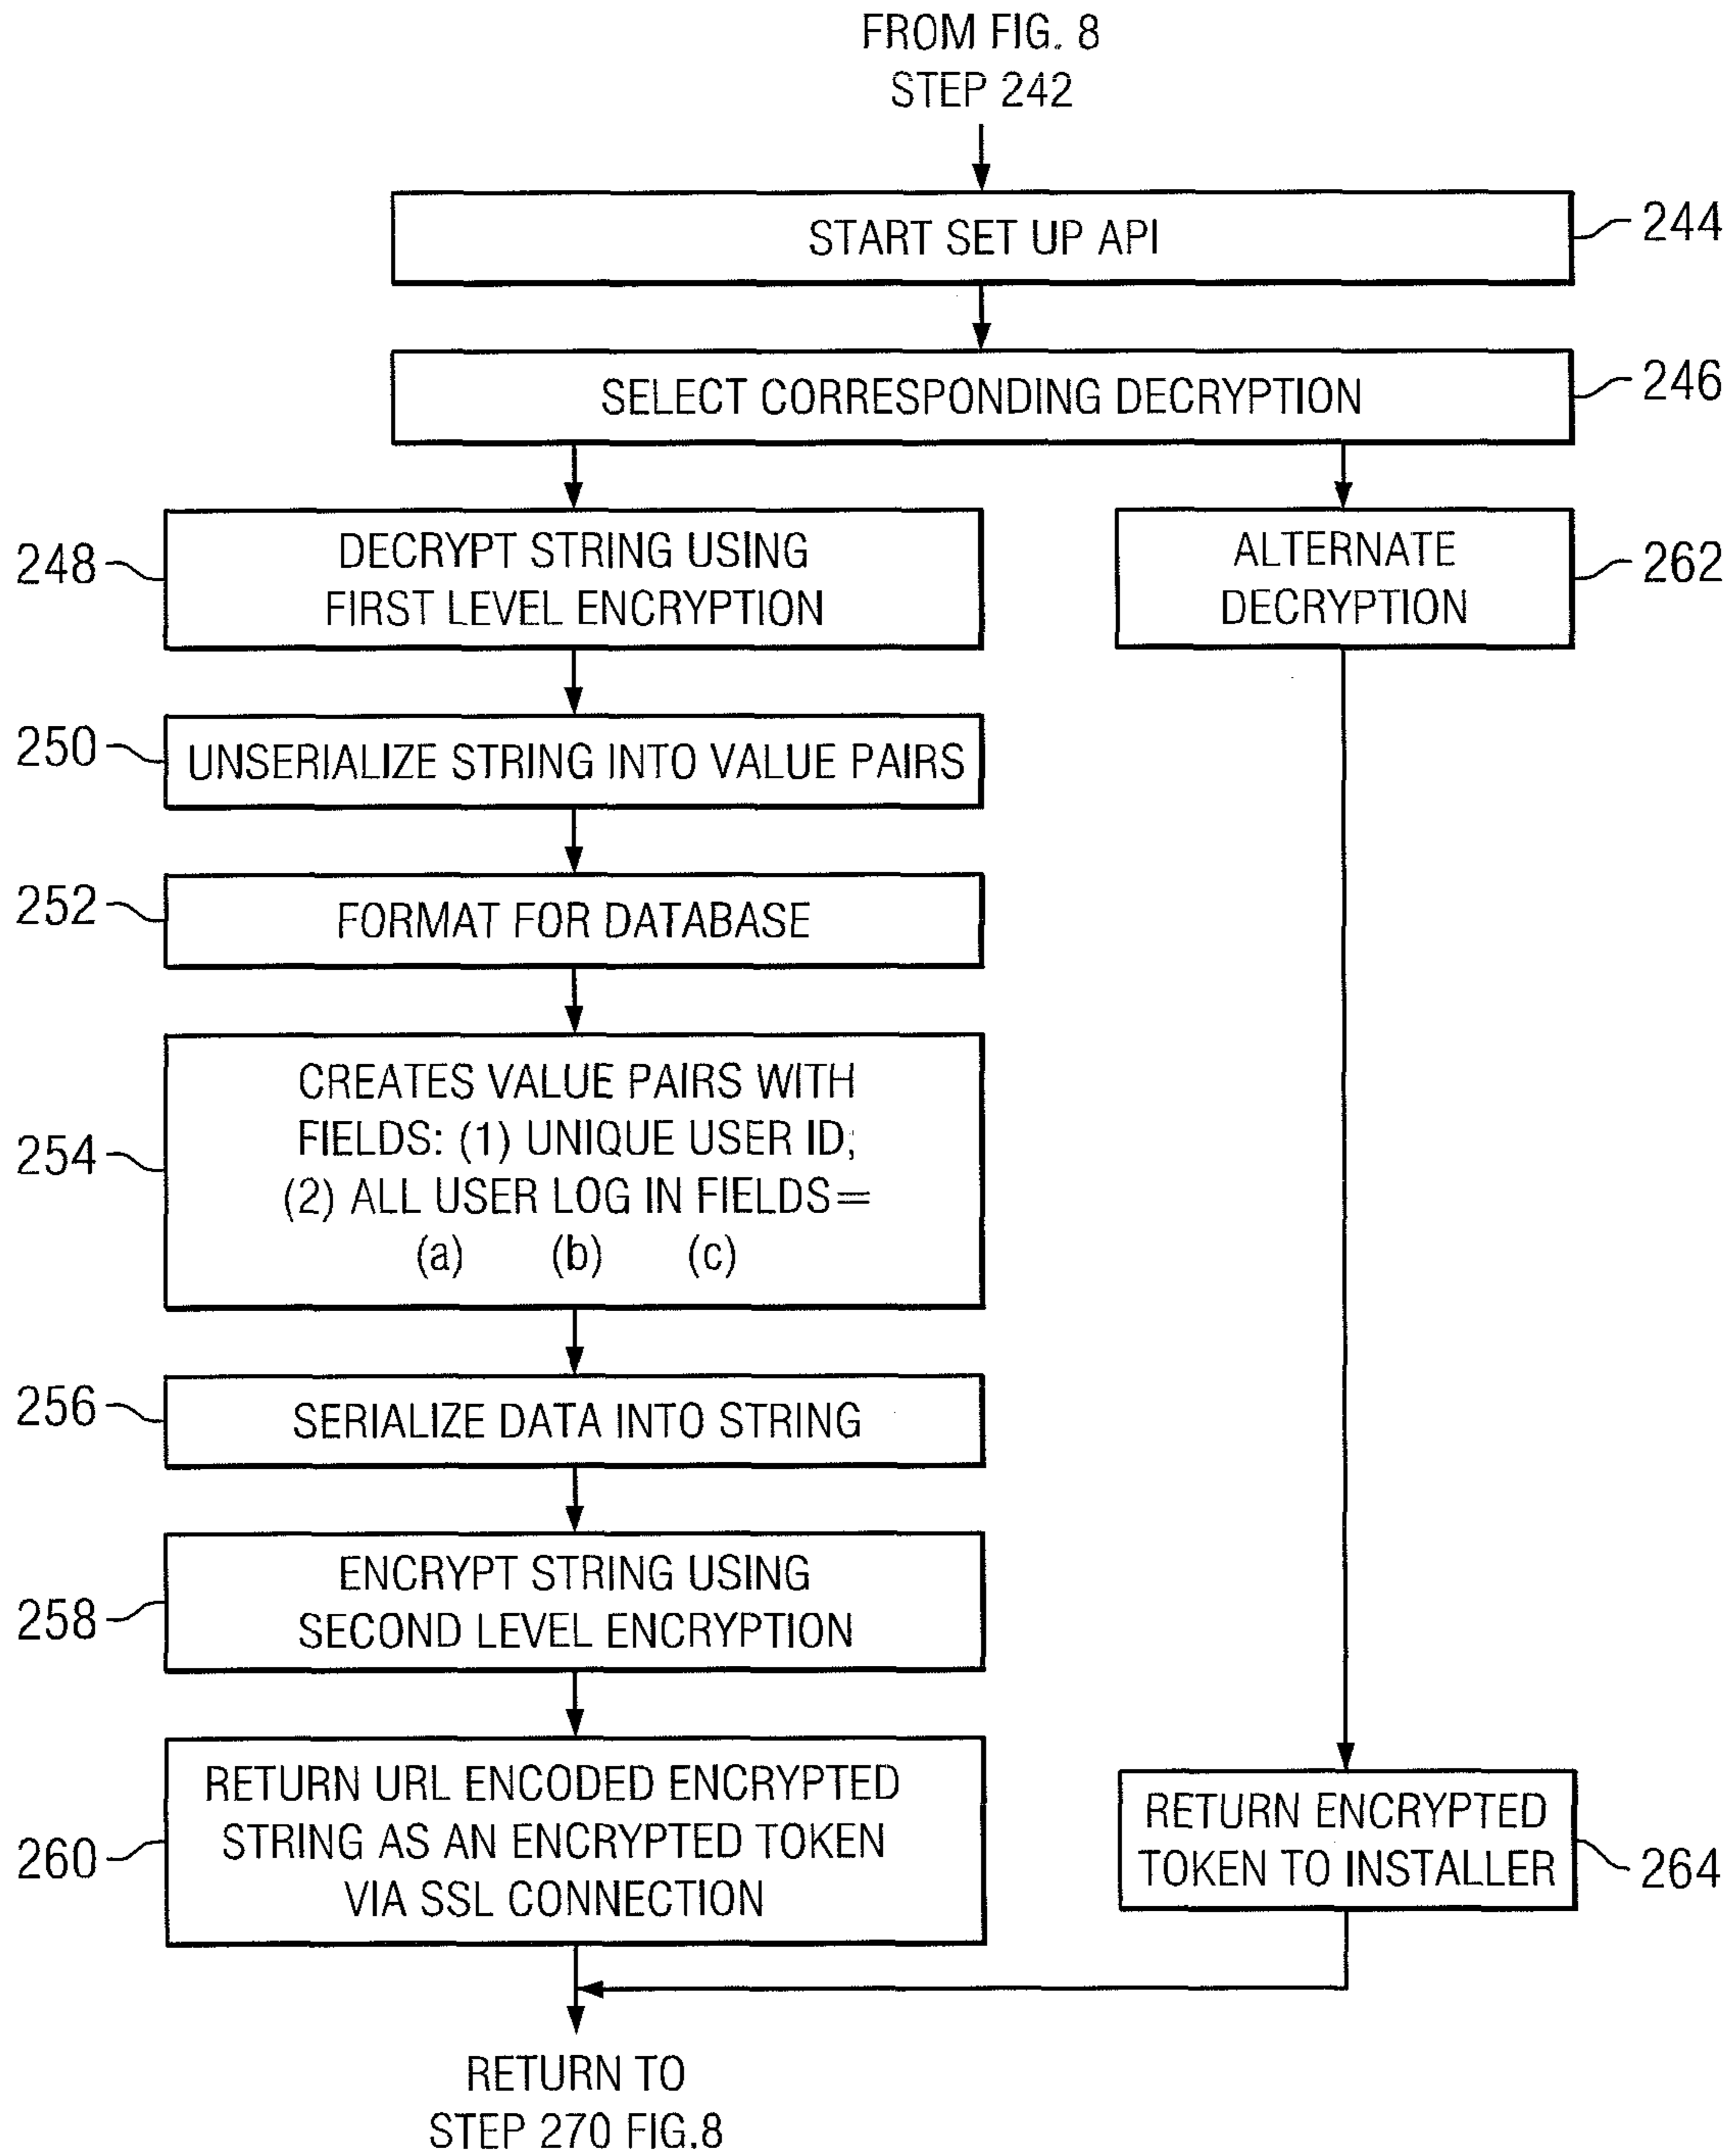 FROM FIG. 8
STEP 242
START SET UP API
244
SELECT CORRESPONDING DECRYPTION
246
248
DECRYPT STRING USING
FIRST LEVEL ENCRYPTION
ALTERNATE
DECRYPTION
262
250
UNSERIALIZE STRING INTO VALUE PAIRS
252
FORMAT FOR DATABASE
254
CREATES VALUE PAIRS WITH
FIELDS: (1) UNIQUE USER ID;
(2) ALL USER LOG IN FIELDS=
(a) (b) (c)
256
SERIALIZE DATA INTO STRING
258
ENCRYPT STRING USING
SECOND LEVEL ENCRYPTION
260
RETURN URL ENCODED ENCRYPTED
STRING AS AN ENCRYPTED TOKEN
VIA SSL CONNECTION
RETURN ENCRYPTED
TOKEN TO INSTALLER
264
RETURN TO
STEP 270 FIG.8